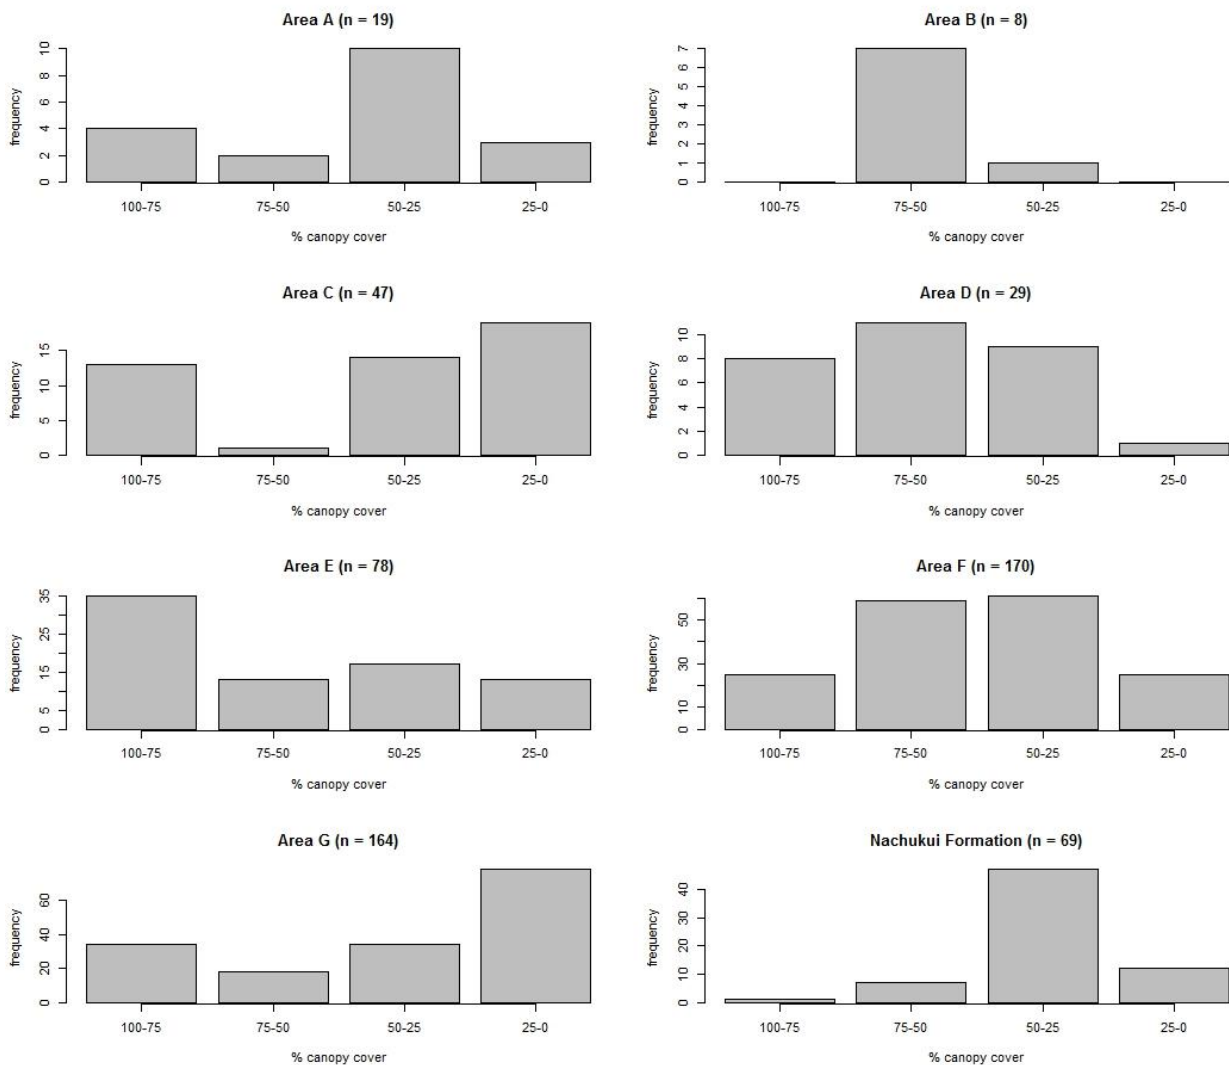 Area A (n = 19)
frequency
0 2 4 6 8 10
100-75 75-50 50-25 25-0
% canopy cover
Area B (n = 8)
frequency
0 1 2 3 4 5 6 7
100-75 75-50 50-25 25-0
% canopy cover
Area C (n = 47)
frequency
0 5 10 15
100-75 75-50 50-25 25-0
% canopy cover
Area D (n = 29)
frequency
0 2 4 6 8 10
100-75 75-50 50-25 25-0
% canopy cover
Area E (n = 78)
frequency
0 5 15 25 35
100-75 75-50 50-25 25-0
% canopy cover
Area F (n = 170)
frequency
0 10 30 50
100-75 75-50 50-25 25-0
% canopy cover
Area G (n = 164)
frequency
0 20 40 60
100-75 75-50 50-25 25-0
% canopy cover
Nachukui Formation (n = 69)
frequency
0 10 20 30 40
100-75 75-50 50-25 25-0
% canopy cover